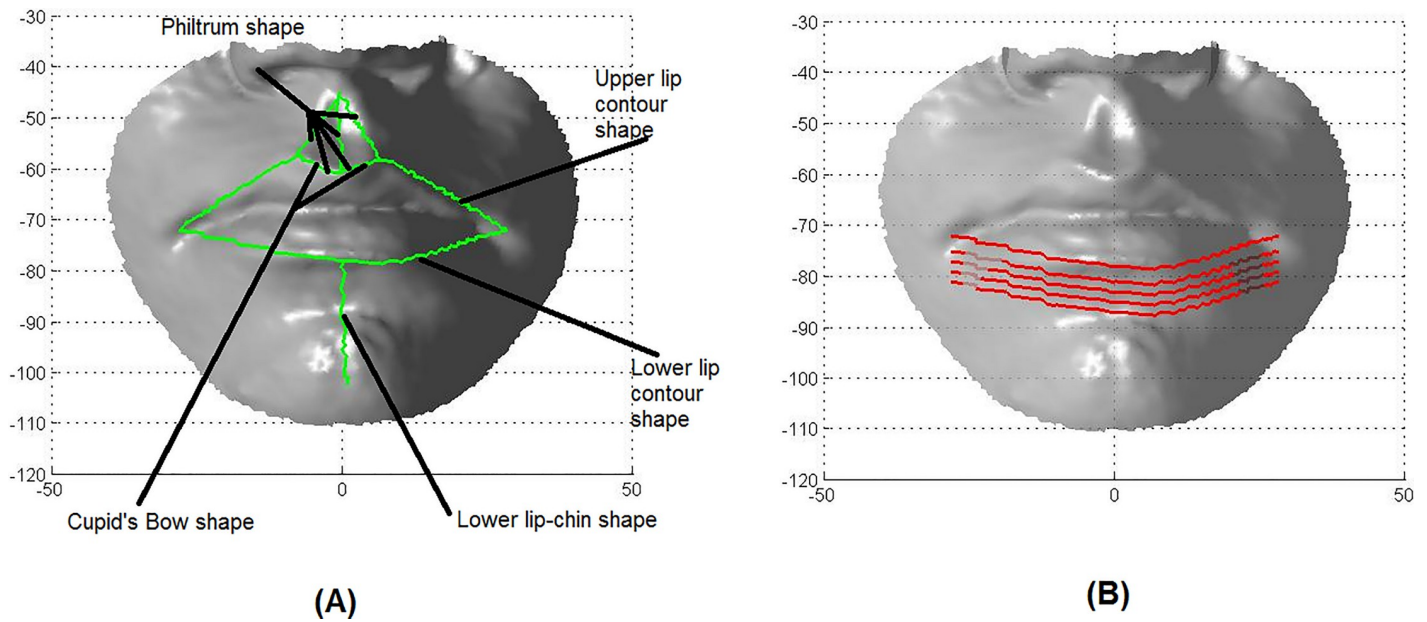 -30
Philtrum shape
-40
Upper lip
contour
shape
-50
-60
-70
-80
-90
Lower lip
contour
shape
-100
-110
-120
-50
0
50
Cupid's Bow shape
Lower lip-chin shape
(A)
-30
-40
-50
-60
-70
-80
-90
-100
-110
-120
-50
0
50
(B)